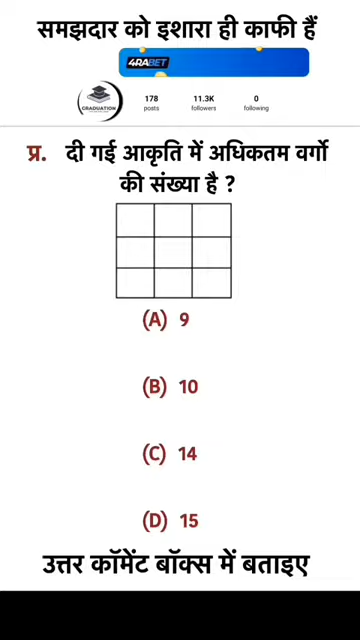 समझदार को इशारा ही काफी हैं
4RABET
GRADUATION
178 11.3K 0
posts followers following
प्र. दी गई आकृति में अधिकतम वर्गो
की संख्या है ?
(A) 9
(B) 10
(C) 14
(D) 15
उत्तर कॉमेंट बॉक्स में बताइए